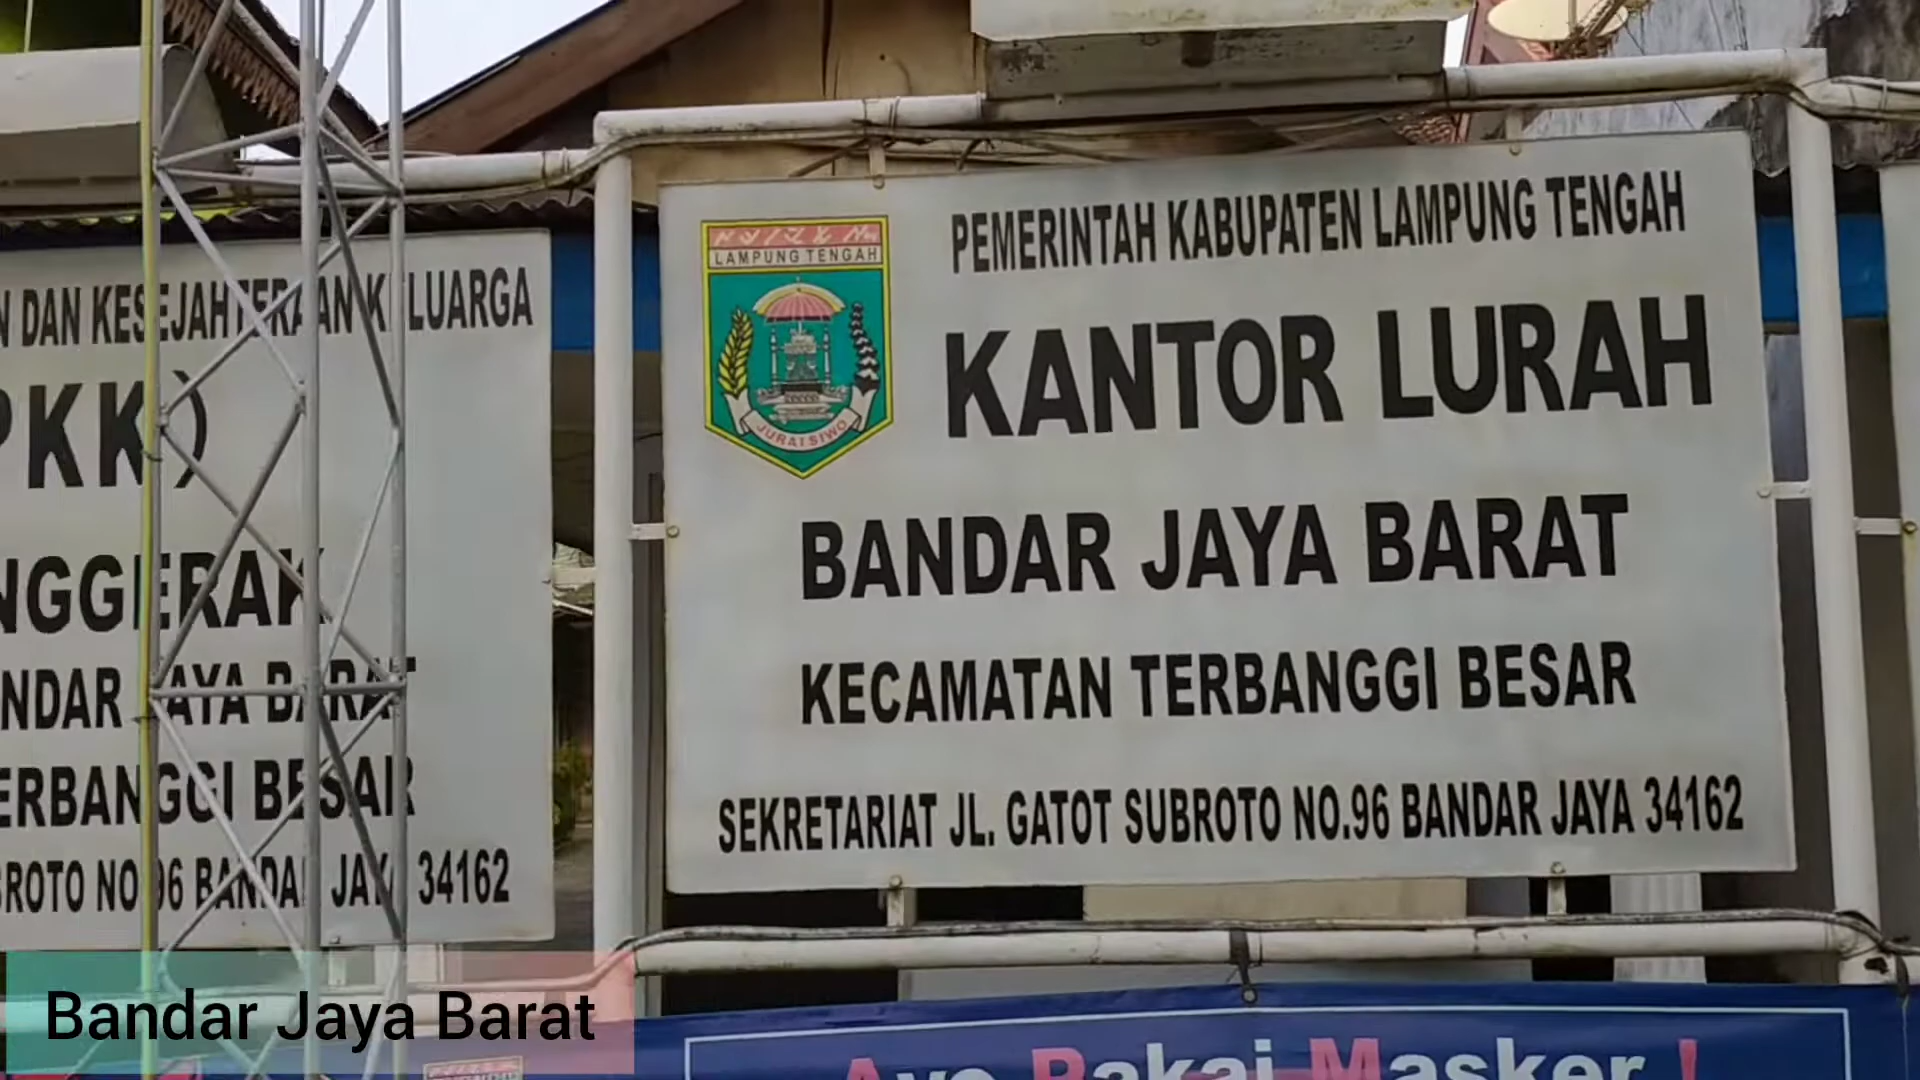 N DAN KESEJAHTERAAN KELUARGA
PKK)
NGGERAK
NDAR JAYA BARAT
ERBANGGI BESAR
BROTO NO.96 BANDAR JAYA 34162
LAMPUNG TENGAH
JURAI SIWO
PEMERINTAH KABUPATEN LAMPUNG TENGAH
KANTOR LURAH
BANDAR JAYA BARAT
KECAMATAN TERBANGGI BESAR
SEKRETARIAT JL. GATOT SUBROTO NO.96 BANDAR JAYA 34162
Ayo Pakai Masker !
Bandar Jaya Barat